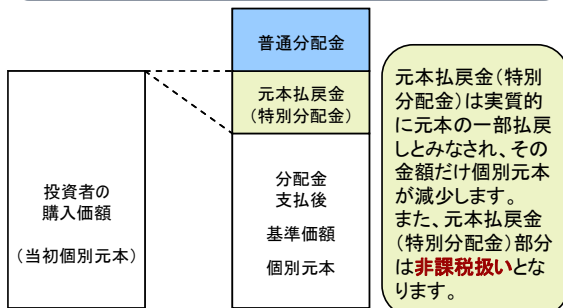 普通分配金
元本払戻金
(特別分配金)
投資者の
購入価額
(当初個別元本)
分配金
支払後
基準価額
個別元本
元本払戻金(特別
分配金)は実質的
に元本の一部払戻
しとみなされ、その
金額だけ個別元本
が減少します。
また、元本払戻金
(特別分配金)部分
は非課税扱いとな
ります。